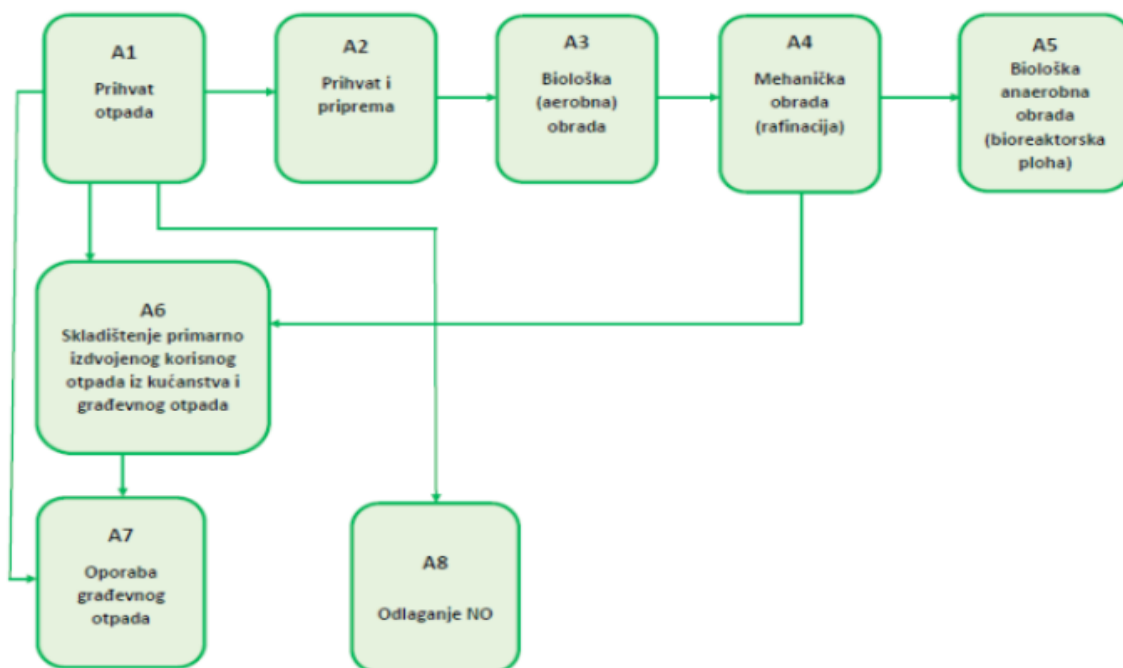 A1
Prihvat
otpada
A2
Prihvat i
priprema
A3
Biološka
(aerobna)
obrada
A4
Mehanička
obrada
(rafinacija)
A5
Biološka
anaerobna
obrada
(bioreaktorska
ploha)
A6
Skladištenje primarno
izdvojenog korisnog
otpada iz kućanstva i
građevnog otpada
A7
Oporaba
građevnog
otpada
A8
Odlaganje NO